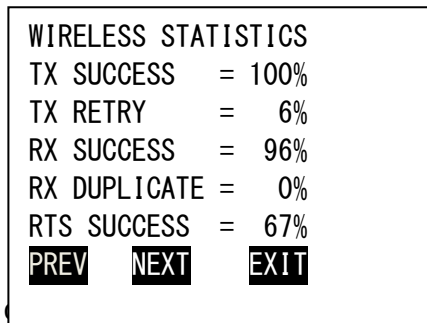 WIRELESS STATISTICS
TX SUCCESS = 100%
TX RETRY = 6%
RX SUCCESS = 96%
RX DUPLICATE = 0%
RTS SUCCESS = 67%
PREV NEXT EXIT